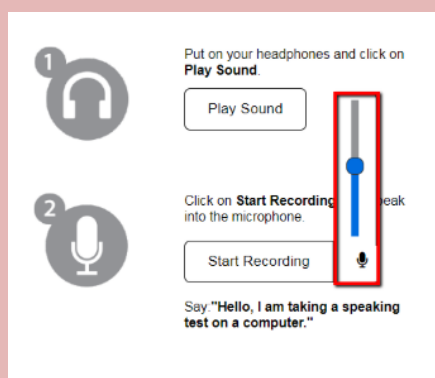 1
Put on your headphones and click on
Play Sound.
Play Sound
2
Click on Start Recording eak
into the microphone.
Start Recording
Say:"Hello, I am taking a speaking
test on a computer."